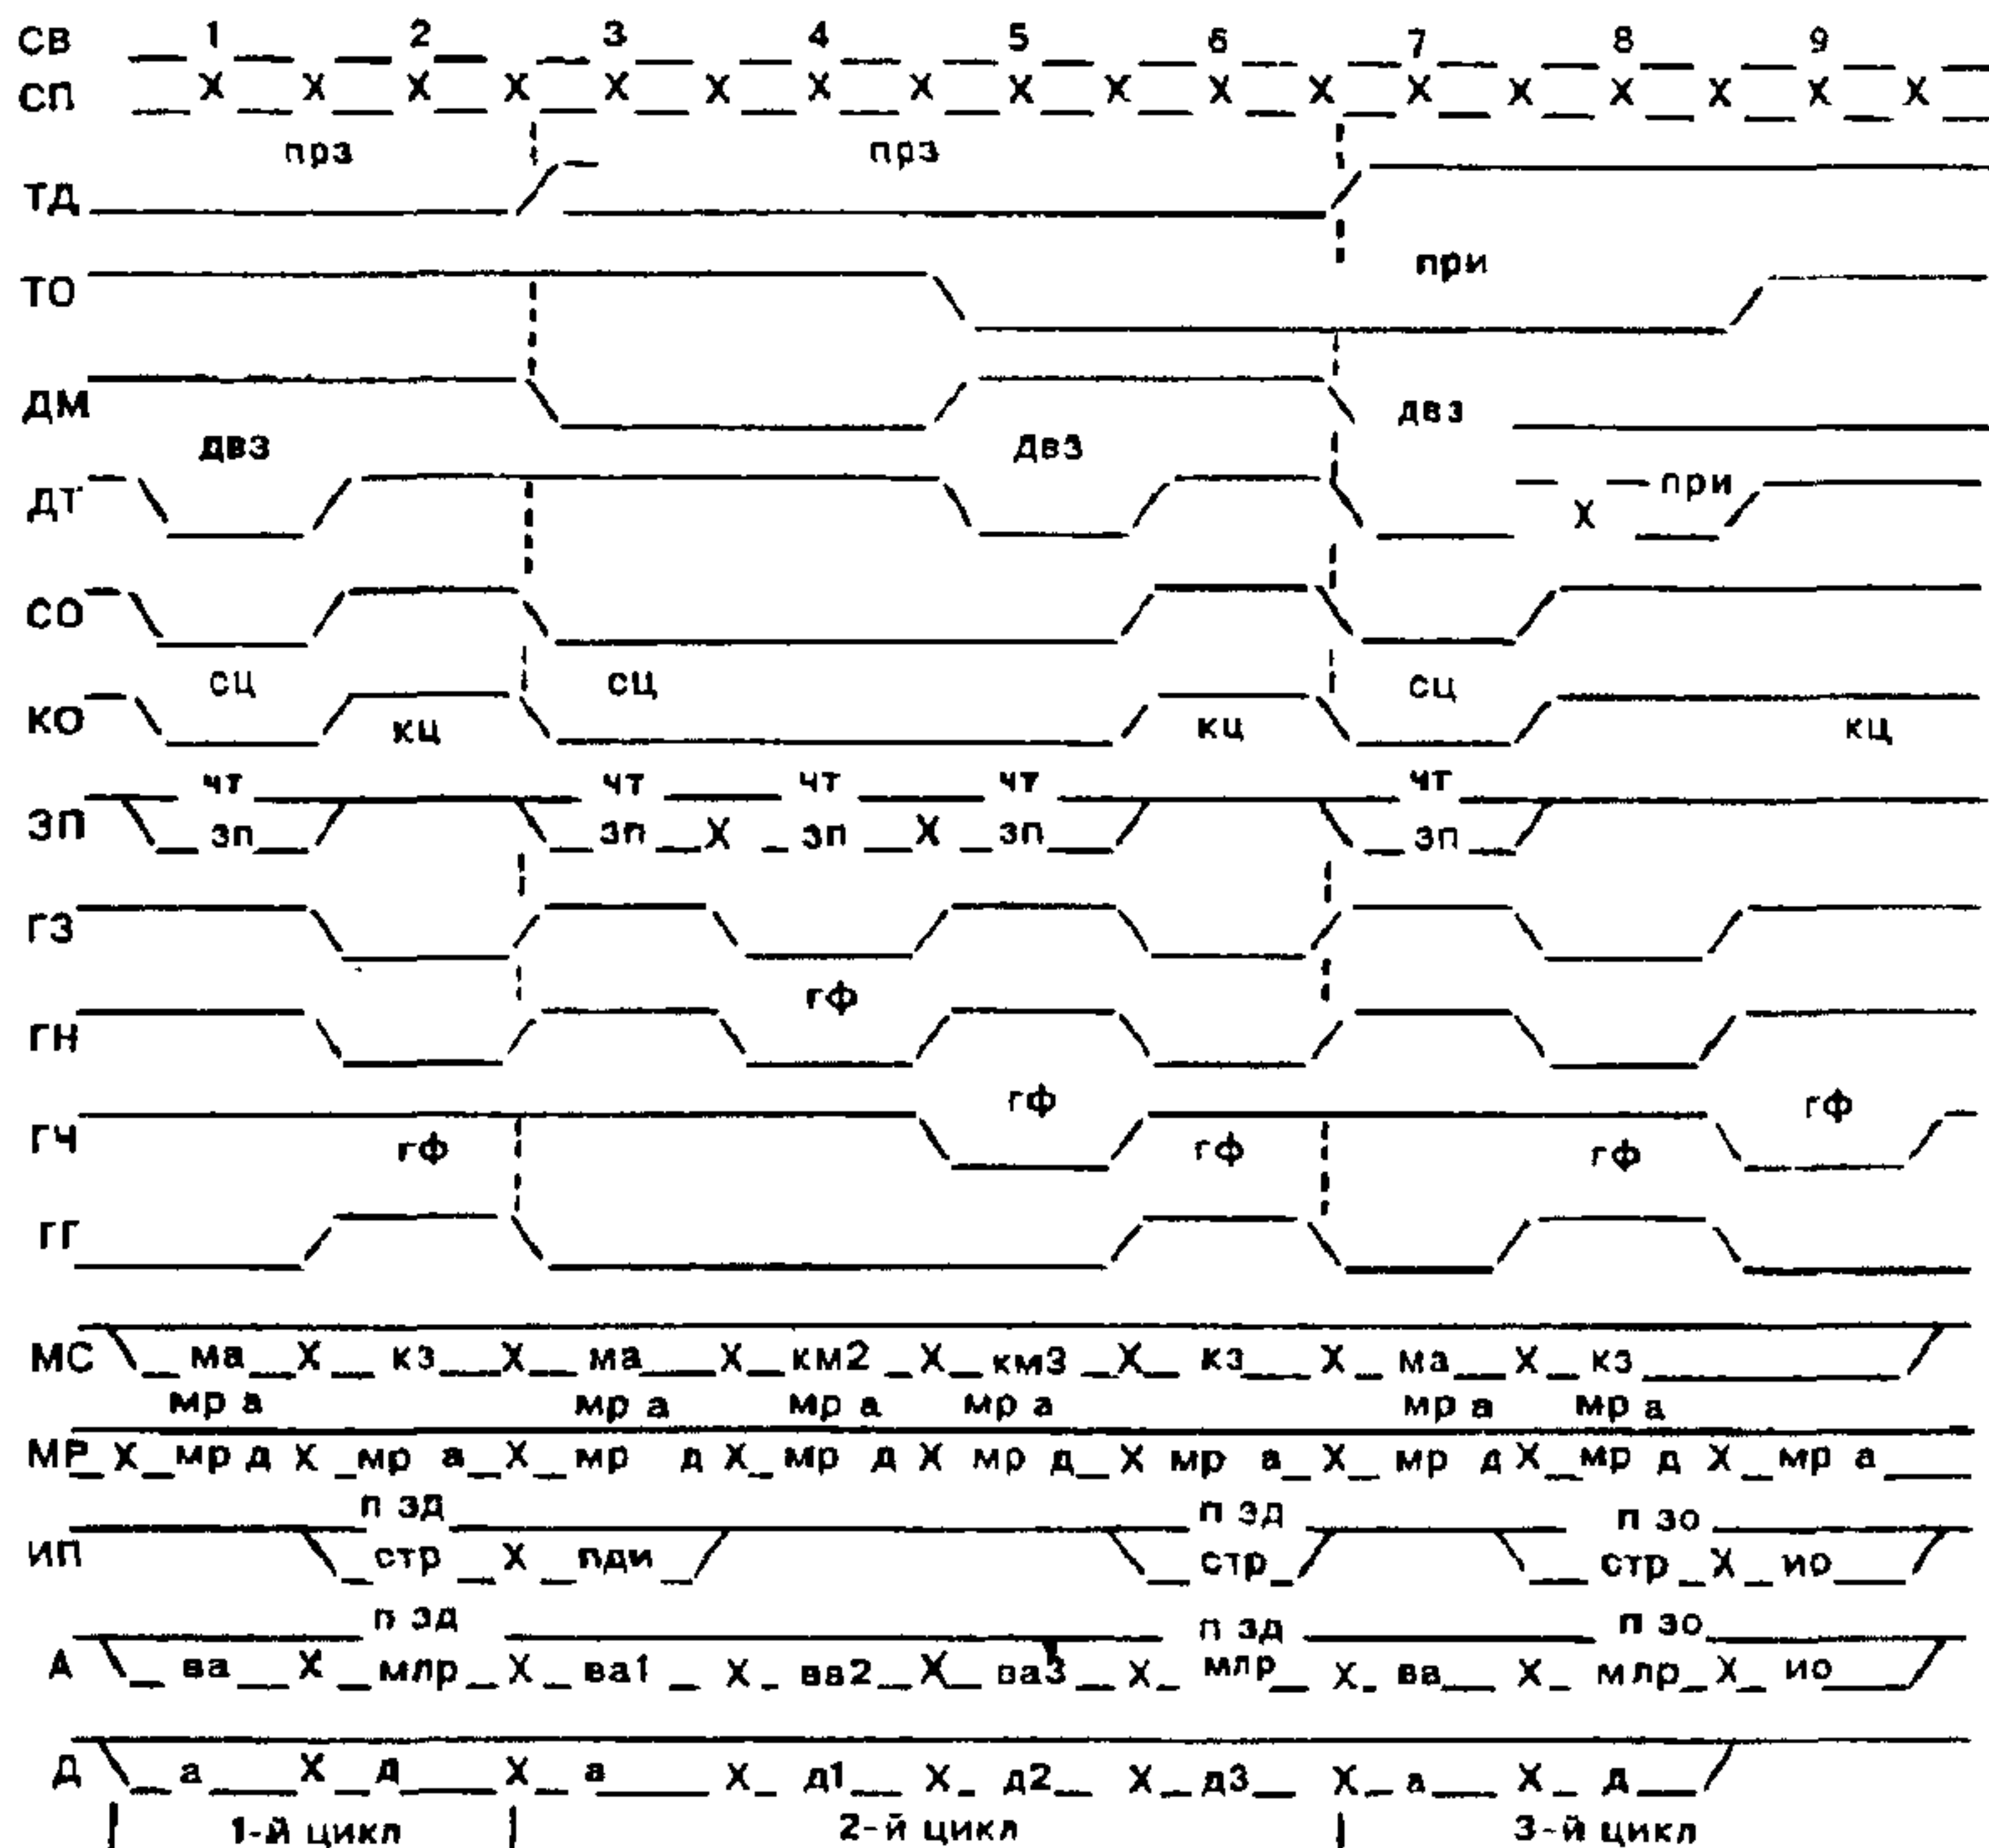 СВ 1 2 3 4 5 6 7 8 9
СП X X X X X X X X X X X X X X X X X X
прз прз
ТД
ТО при
ДМ двз
двз двз
ДТ X при
СО
сц сц сц
КО кц кц кц
чт чт чт чт чт
ЗП зп зп X зп X зп зп
ГЗ
гф
ГН
гф гф
ГЧ гф гф гф
ГГ
МС ма X кз X ма X км2 X км3 X кз X ма X кз
мр а мр а мр а мр а мр а мр а
МР X мр д X мр а X мр д X мр д X мр д X мр а X мр д X мр д X мр а
п зд п зд п зо
ИП стр X пди стр стр X ио
п зд п зд п зо
А ва X млр X ва1 X ва2 X ва3 X млр X ва X млр X ио
Д а X д X а X д1 X д2 X д3 X а X д
1-й цикл 2-й цикл 3-й цикл